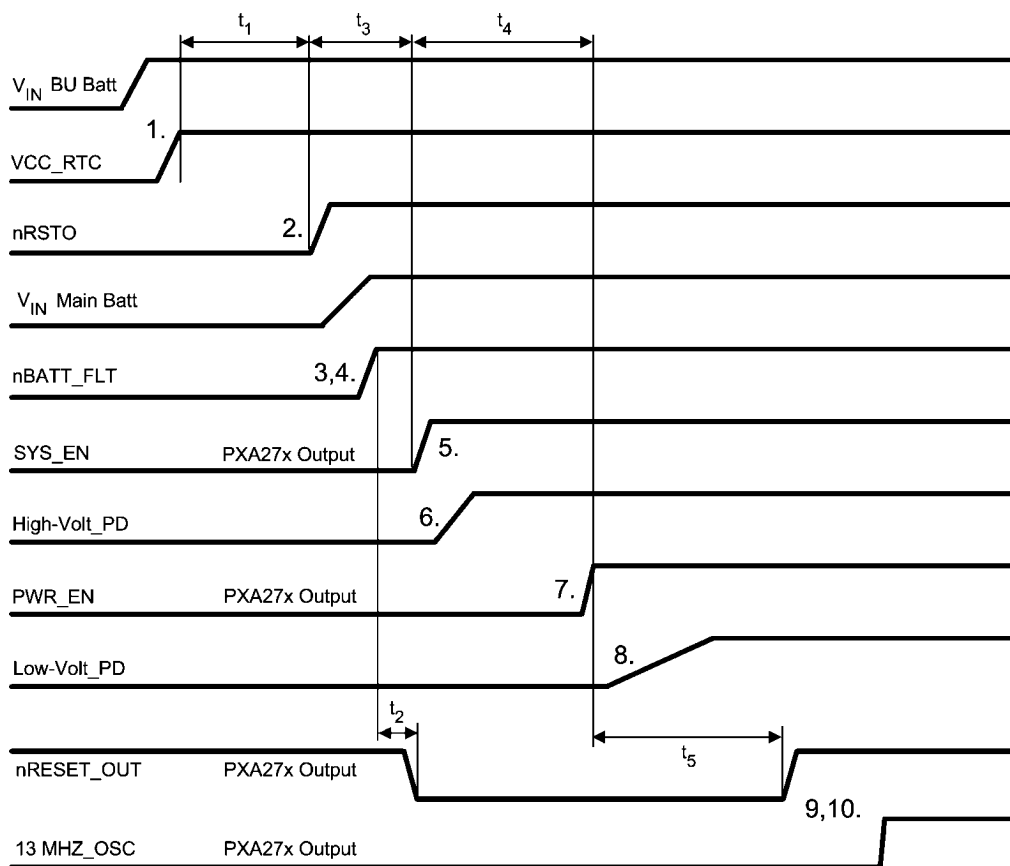 t1 t3 t4
VIN BU Batt
1.
VCC_RTC
nRSTO 2.
VIN Main Batt
nBATT_FLT 3,4.
SYS_EN PXA27x Output 5.
High-Volt_PD 6.
PWR_EN PXA27x Output 7.
Low-Volt_PD 8.
t2
t5
nRESET_OUT PXA27x Output
9,10.
13 MHZ_OSC PXA27x Output